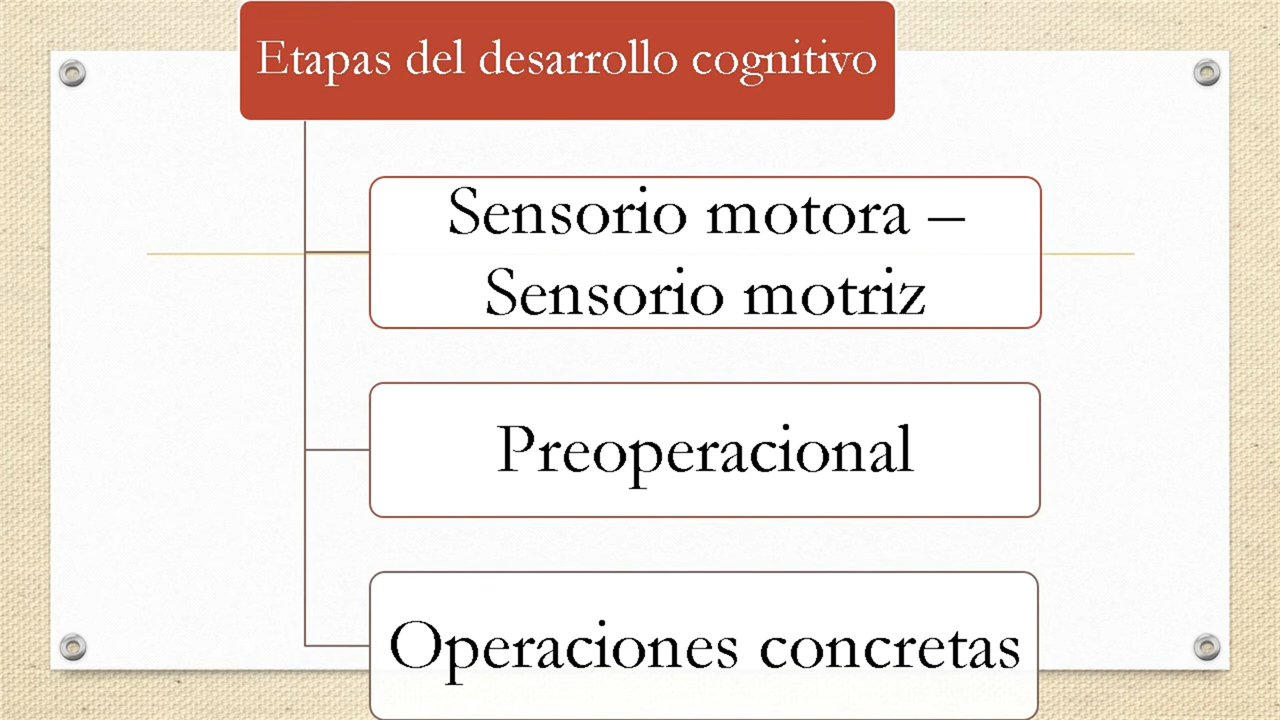 Etapas del desarrollo cognitivo
Sensorio motora –
Sensorio motriz
Preoperacional
Operaciones concretas